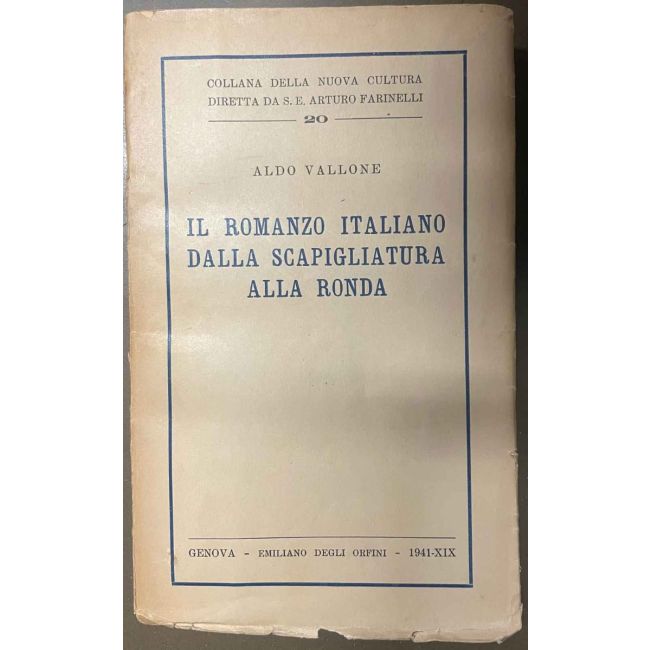 COLLANA DELLA NUOVA CULTURA
DIRETTA DA S. E. ARTURO FARINELLI
20
ALDO VALLONE
IL ROMANZO ITALIANO
DALLA SCAPIGLIATURA
ALLA RONDA
GENOVA - EMILIANO DEGLI ORFINI - 1941-XIX